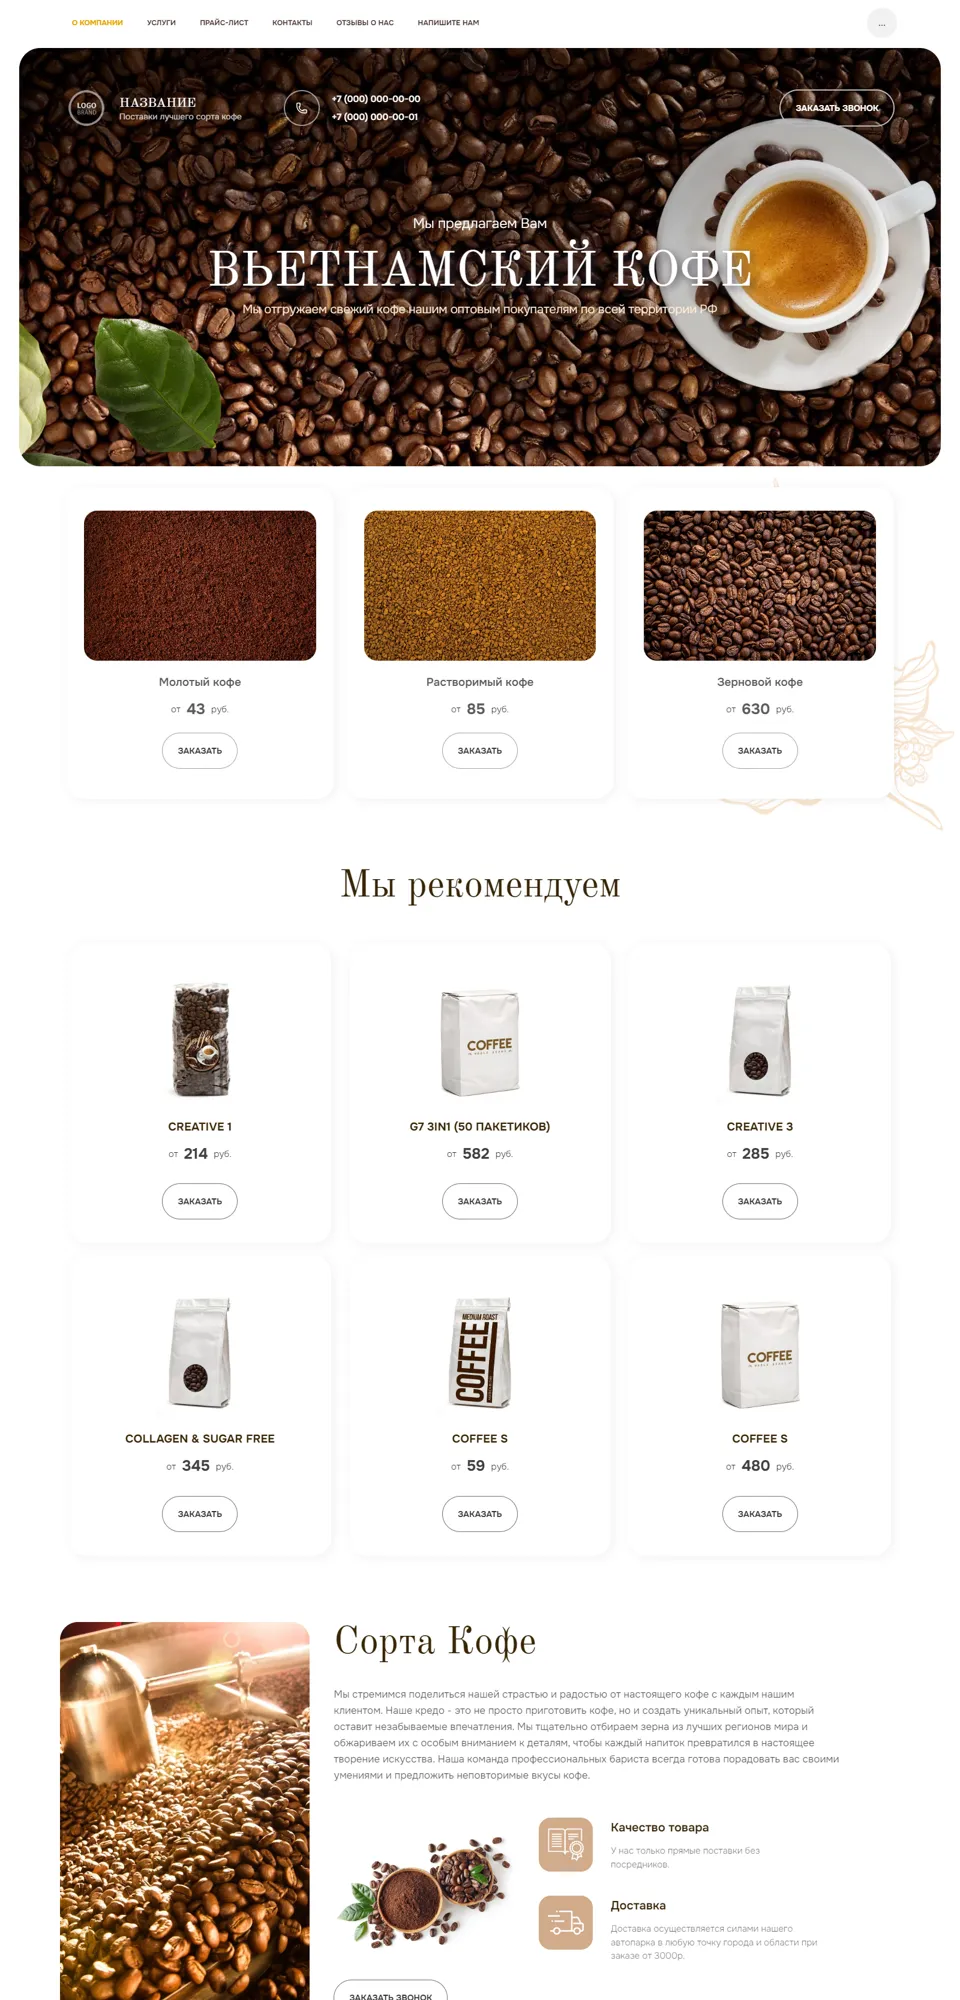 О КОМПАНИИ УСЛУГИ ПРАЙС-ЛИСТ КОНТАКТЫ ОТЗЫВЫ О НАС НАПИШИТЕ НАМ ...
LOGO
BRAND
НАЗВАНИЕ
Поставки лучшего сорта кофе
+7 (000) 000-00-00
+7 (000) 000-00-01
ЗАКАЗАТЬ ЗВОНОК
Мы предлагаем Вам
ВЬЕТНАМСКИЙ КОФЕ
Мы отгружаем свежий кофе нашим оптовым покупателям по всей территории РФ
Молотый кофе
от 43 руб.
ЗАКАЗАТЬ
Растворимый кофе
от 85 руб.
ЗАКАЗАТЬ
Зерновой кофе
от 630 руб.
ЗАКАЗАТЬ
Мы рекомендуем
Coffee
CREATIVE 1
от 214 руб.
ЗАКАЗАТЬ
COFFEE
G7 3IN1 (50 ПАКЕТИКОВ)
от 582 руб.
ЗАКАЗАТЬ
CREATIVE 3
от 285 руб.
ЗАКАЗАТЬ
COLLAGEN & SUGAR FREE
от 345 руб.
ЗАКАЗАТЬ
MEDIUM ROAST
COFFEE
COFFEE S
от 59 руб.
ЗАКАЗАТЬ
COFFEE
COFFEE S
от 480 руб.
ЗАКАЗАТЬ
Сорта Кофе
Мы стремимся поделиться нашей страстью и радостью от настоящего кофе с каждым нашим
клиентом. Наше кредо - это не просто приготовить кофе, но и создать уникальный опыт, который
оставит незабываемые впечатления. Мы тщательно отбираем зерна из лучших регионов мира и
обжариваем их с особым вниманием к деталям, чтобы каждый напиток превратился в настоящее
творение искусства. Наша команда профессиональных бариста всегда готова порадовать вас своими
умениями и предложить неповторимые вкусы кофе.
Качество товара
У нас только прямые поставки без
посредников.
Доставка
Доставка осуществляется силами нашего
автопарка в любую точку города и области при
заказе от 3000р.
ЗАКАЗАТЬ ЗВОНОК